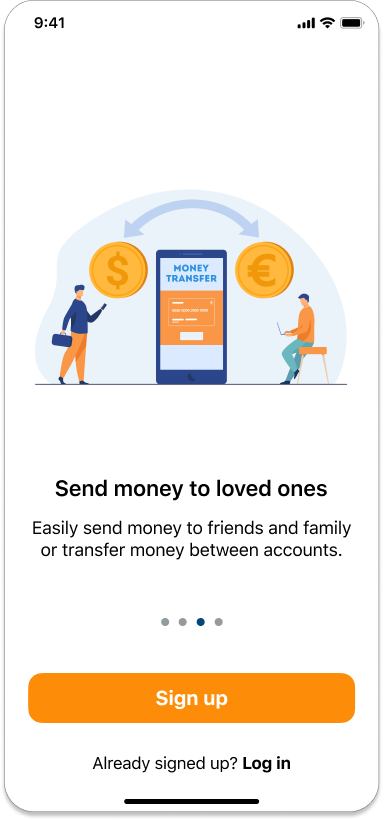 9:41
$
€
MONEY
TRANSFER
Send money to loved ones
Easily send money to friends and family
or transfer money between accounts.
Sign up
Already signed up? Log in